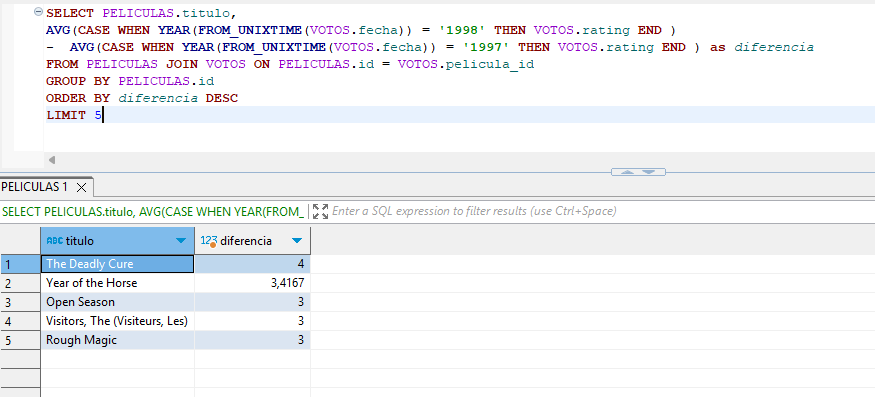 SELECT PELICULAS.titulo,
AVG(CASE WHEN YEAR(FROM_UNIXTIME(VOTOS.fecha)) = '1998' THEN VOTOS.rating END )
-  AVG(CASE WHEN YEAR(FROM_UNIXTIME(VOTOS.fecha)) = '1997' THEN VOTOS.rating END ) as diferencia
FROM PELICULAS JOIN VOTOS ON PELICULAS.id = VOTOS.pelicula_id
GROUP BY PELICULAS.id
ORDER BY diferencia DESC
LIMIT 5
PELICULAS 1
SELECT PELICULAS.titulo, AVG(CASE WHEN YEAR(FROM_ Enter a SQL expression to filter results (use Ctrl+Space)
ABC titulo 123 diferencia
1 The Deadly Cure 4
2 Year of the Horse 3,4167
3 Open Season 3
4 Visitors, The (Visiteurs, Les) 3
5 Rough Magic 3